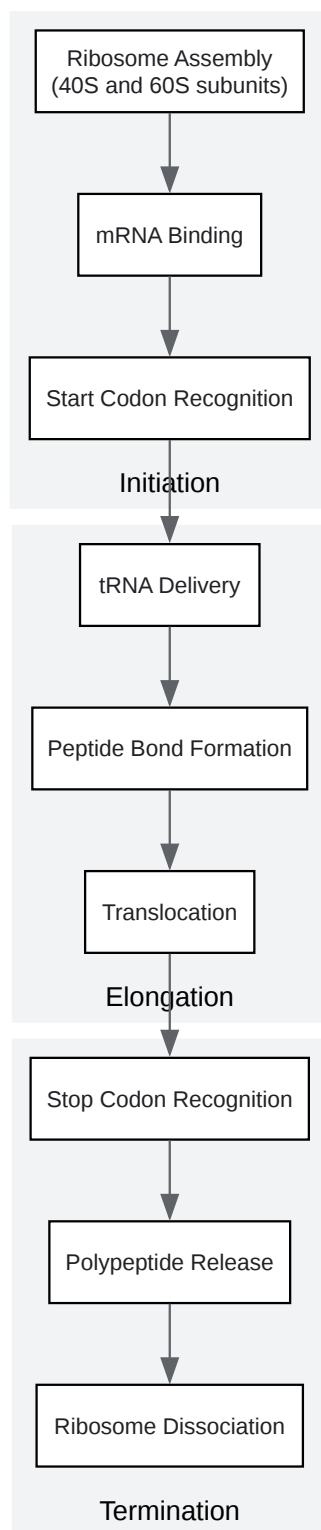 Ribosome Assembly
(40S and 60S subunits)
mRNA Binding
Start Codon Recognition
Initiation
tRNA Delivery
Peptide Bond Formation
Translocation
Elongation
Stop Codon Recognition
Polypeptide Release
Ribosome Dissociation
Termination